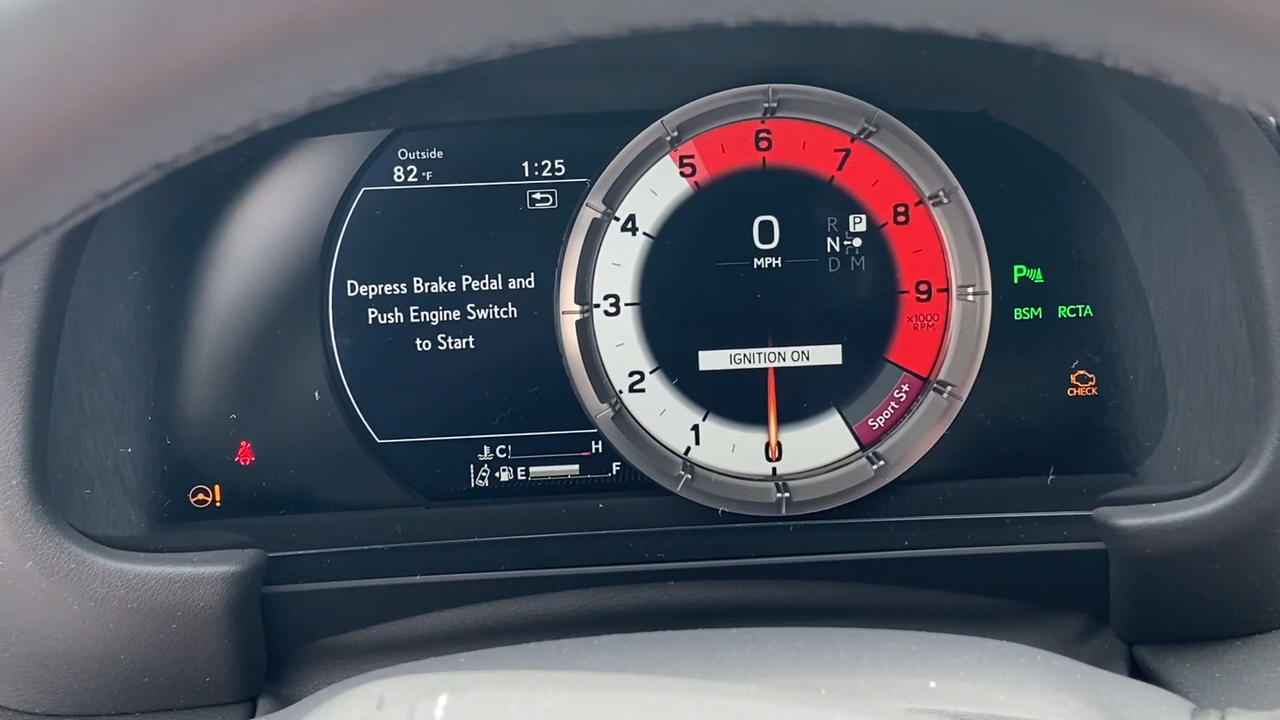 Outside
82 °F
1:25
Depress Brake Pedal and
Push Engine Switch
to Start
C
H
E
F
0
1
2
3
4
5
6
7
8
9
x1000
RPM
Sport S+
0
MPH
R
P
N
D M
IGNITION ON
P
BSM RCTA
CHECK